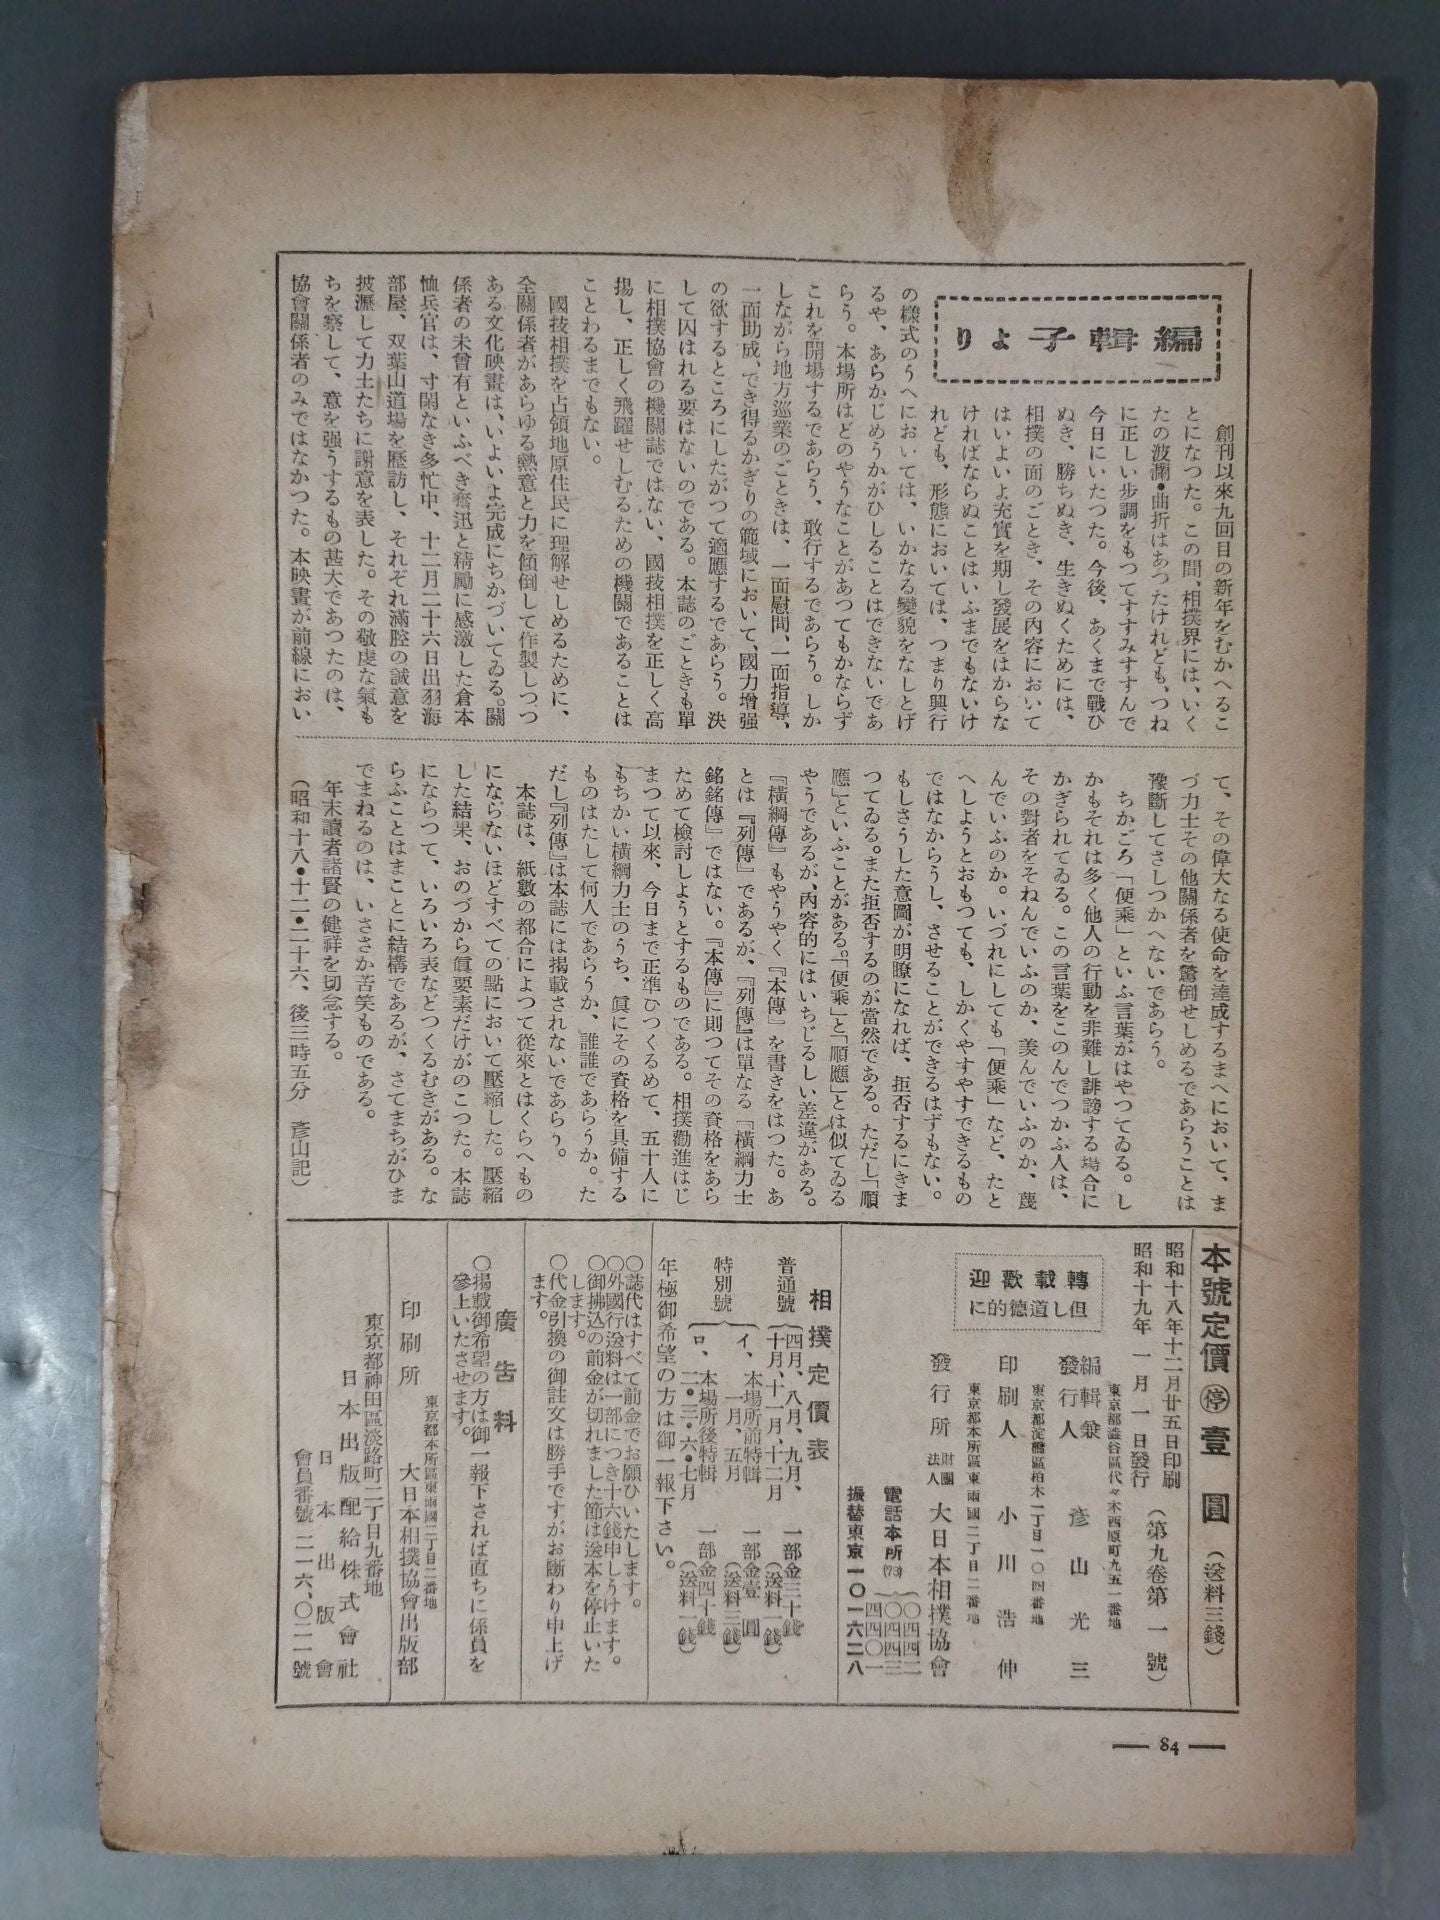 編輯子より
創刊以來九回目の新年をむかへるこ
とになつた。この間、相撲界には、いく
たの波瀾・曲折はあつたけれども、つね
に正しい歩調をもつてすすみすすんで
今日にいたつた。今後、あくまで戰ひ
ぬき、勝ちぬき、生きぬくためには、
相撲の面のごとき、その内容において
はいよいよ充實を期し發展をはからな
ければならぬことはいふまでもないけ
れども、形態においては、つまり興行
の樣式のうへにおいては、いかなる變貌をなしとげ
るや、あらかじめうかがひしることはできないであ
らう。本場所はどのやうなことがあつてもかならず
これを開場するであらう、敢行するであらう。しか
しながら地方巡業のごときは、一面慰問、一面指導、
一面助成、でき得るかぎりの範域において、國力增强
の欲するところにしたがつて適應するであらう。決
して囚はれる要はないのである。本誌のごときも單
に相撲協會の機關誌ではない、國技相撲を正しく高
揚し、正しく飛躍せしむるための機關であることは
ことわるまでもない。
國技相撲を占領地原住民に理解せしめるために、
全關係者があらゆる熱意と力を傾倒して作製しつつ
ある文化映畫は、いよいよ完成にちかづいてゐる。關
係者の未曾有といふべき奮迅と精勵に感激した倉本
恤兵官は、寸閑なき多忙中、十二月二十六日出羽海
部屋、双葉山道場を歷訪し、それぞれ滿腔の誠意を
披瀝して力士たちに謝意を表した。その敬虔な氣も
ちを察して、意を强うするもの甚大であつたのは、
協會關係者のみではなかつた。本映畫が前線におい
て、その偉大なる使命を達成するまへにおいて、ま
づ力士その他關係者を驚倒せしめるであらうことは
豫斷してさしつかへないであらう。
ちかごろ「便乘」といふ言葉がはやつてゐる。し
かもそれは多く他人の行動を非難し誹謗する場合に
かぎられてゐる。この言葉をこのんでつかふ人は、
その對者をそねんでいふのか、羨んでいふのか、蔑
んでいふのか。いづれにしても「便乘」など、たと
へしようとおもつても、しかくやすやすできるもの
ではなからうし、させることができるはずもない。
もしさうした意圖が明瞭になれば、拒否するにきま
つてゐる。また拒否するのが當然である。ただし「順
應」といふことがある。「便乘」と「順應」とは似てゐる
やうであるが、內容的にはいちじるしい差違がある。
『橫綱傳』もやうやく『本傳』を書きをはつた。あ
とは『列傳』であるが、『列傳』は單なる「橫綱力士
銘銘傳」ではない。『本傳』に則つてその資格をあら
ためて檢討しようとするものである。相撲勸進はじ
まつて以來、今日まで正準ひつくるめて、五十人に
もちかい橫綱力士のうち、眞にその資格を具備する
ものはたして何人であらうか、誰誰であらうか。た
だし『列傳』は本誌には揭載されないであらう。
本誌は、紙數の都合によつて從來とはくらべもの
にならないほどすべての點において壓縮した。壓縮
した結果、おのづから眞要素だけがのこつた。本誌
にならつて、いろいろ表などつくるむきがある。な
らふことはまことに結構であるが、さてまちがひま
でまねるのは、いささか苦笑ものである。
年末讀者諸賢の健祥を切念する。
(昭和十八・十二・二十六、後三時五分　彦山記)
本號定價㊡壹圓(送料三錢)
昭和十八年十二月廿五日印刷
昭和十九年一月一日發行
(第九卷第一號)
轉載歡迎
但し道德的に
東京都澁谷區代々木西原町九五一番地
編輯兼發行人　彦山光三
東京都淀橋區柏木一丁目一〇四番地
印刷人　小川浩伸
東京都本所區東兩國二丁目二番地
發行所　財團法人　大日本相撲協會
電話本所(73)　〇四四二　〇四四三　四四〇一
振替東京一〇一六二八
相撲定價表
普通號　四月、八月、九月、十月、十一月、十二月　一部金三十錢(送料一錢)
特別號　イ、本場所前特輯　一月、五月　一部金壹圓(送料三錢)
ロ、本場所後特輯　二・三・六・七月　一部金四十錢(送料一錢)
年極御希望の方は御一報下さい。
〇誌代はすべて前金でお願ひいたします。
〇外國行送料は一部につき十六錢申しうけます。
〇御拂込の前金が切れました節は送本を停止いた
します。
〇代金引換の御註文は勝手ですがお斷わり申上げ
ます。
廣告料
〇揭載御希望の方は御一報下されば直ちに係員を
參上いたさせます。
東京都本所區東兩國二丁目二番地
印刷所　大日本相撲協會出版部
東京都神田區淡路町二丁目九番地
日本出版配給株式會社
日本出版會
會員番號二一六、〇二一號
84